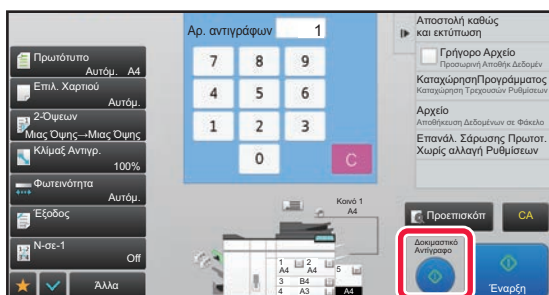 Πρωτότυπο
Αυτόμ. A4
Επιλ. Χαρτιού
Αυτόμ.
2-Όψεων
Μιας Όψης→Μιας Όψης
Κλίμαξ Αντιγρ.
100%
Φωτεινότητα
Αυτόμ.
Έξοδος
N-σε-1
Off
Άλλα
Αρ. αντιγράφων 1
7 8 9
4 5 6
1 2 3
0 C
Κοινό 1
A4
1 A4 2 A4 5
3 B4
4 A3 A4
Αποστολή καθώς
και εκτύπωση
Γρήγορο Αρχείο
Προσωρινή Αποθήκ Δεδομέν
ΚαταχώρησηΠρογράμματος
Καταχώρηση Τρεχουσών Ρυθμίσεων
Αρχείο
Αποθήκευση Δεδομένων σε Φάκελο
Επανάλ. Σάρωσης Πρωτοτ.
Χωρίς αλλαγή Ρυθμίσεων
Προεπισκόπ CA
Δοκιμαστικό
Αντίγραφο
Έναρξη